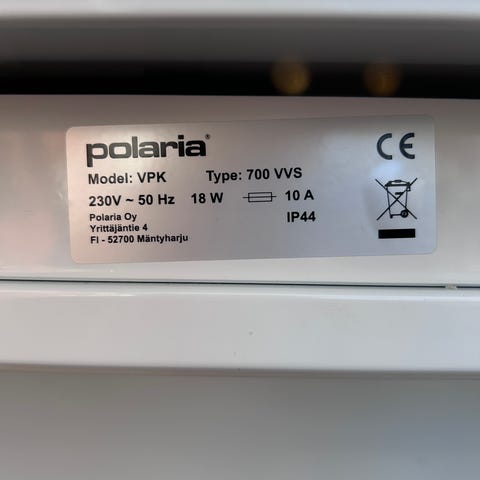 polaria®
CE
Model: VPK Type: 700 VVS
230V ~ 50 Hz 18 W 10 A
IP44
Polaria Oy
Yrittäjäntie 4
FI - 52700 Mäntyharju